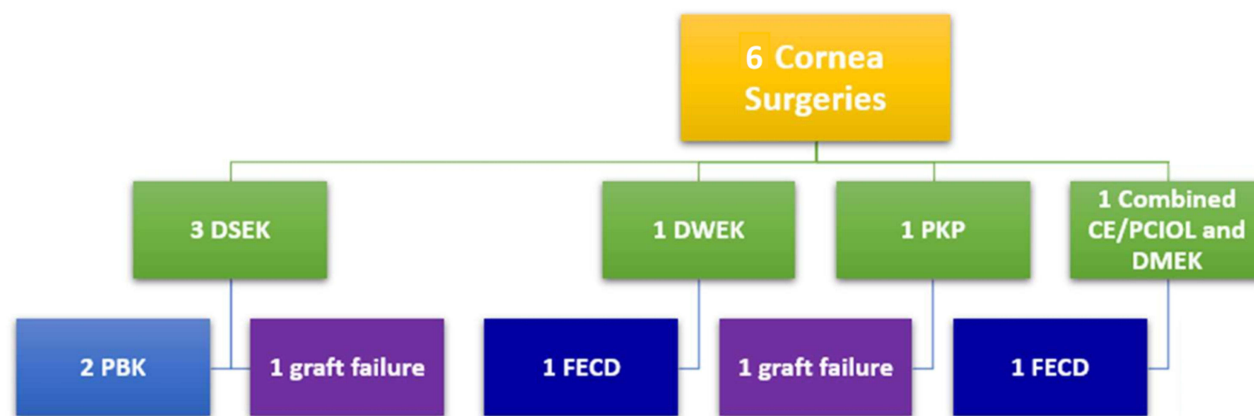 6 Cornea
Surgeries
3 DSEK
1 DWEK
1 PKP
1 Combined
CE/PCIOL and
DMEK
2 PBK
1 graft failure
1 FECD
1 graft failure
1 FECD